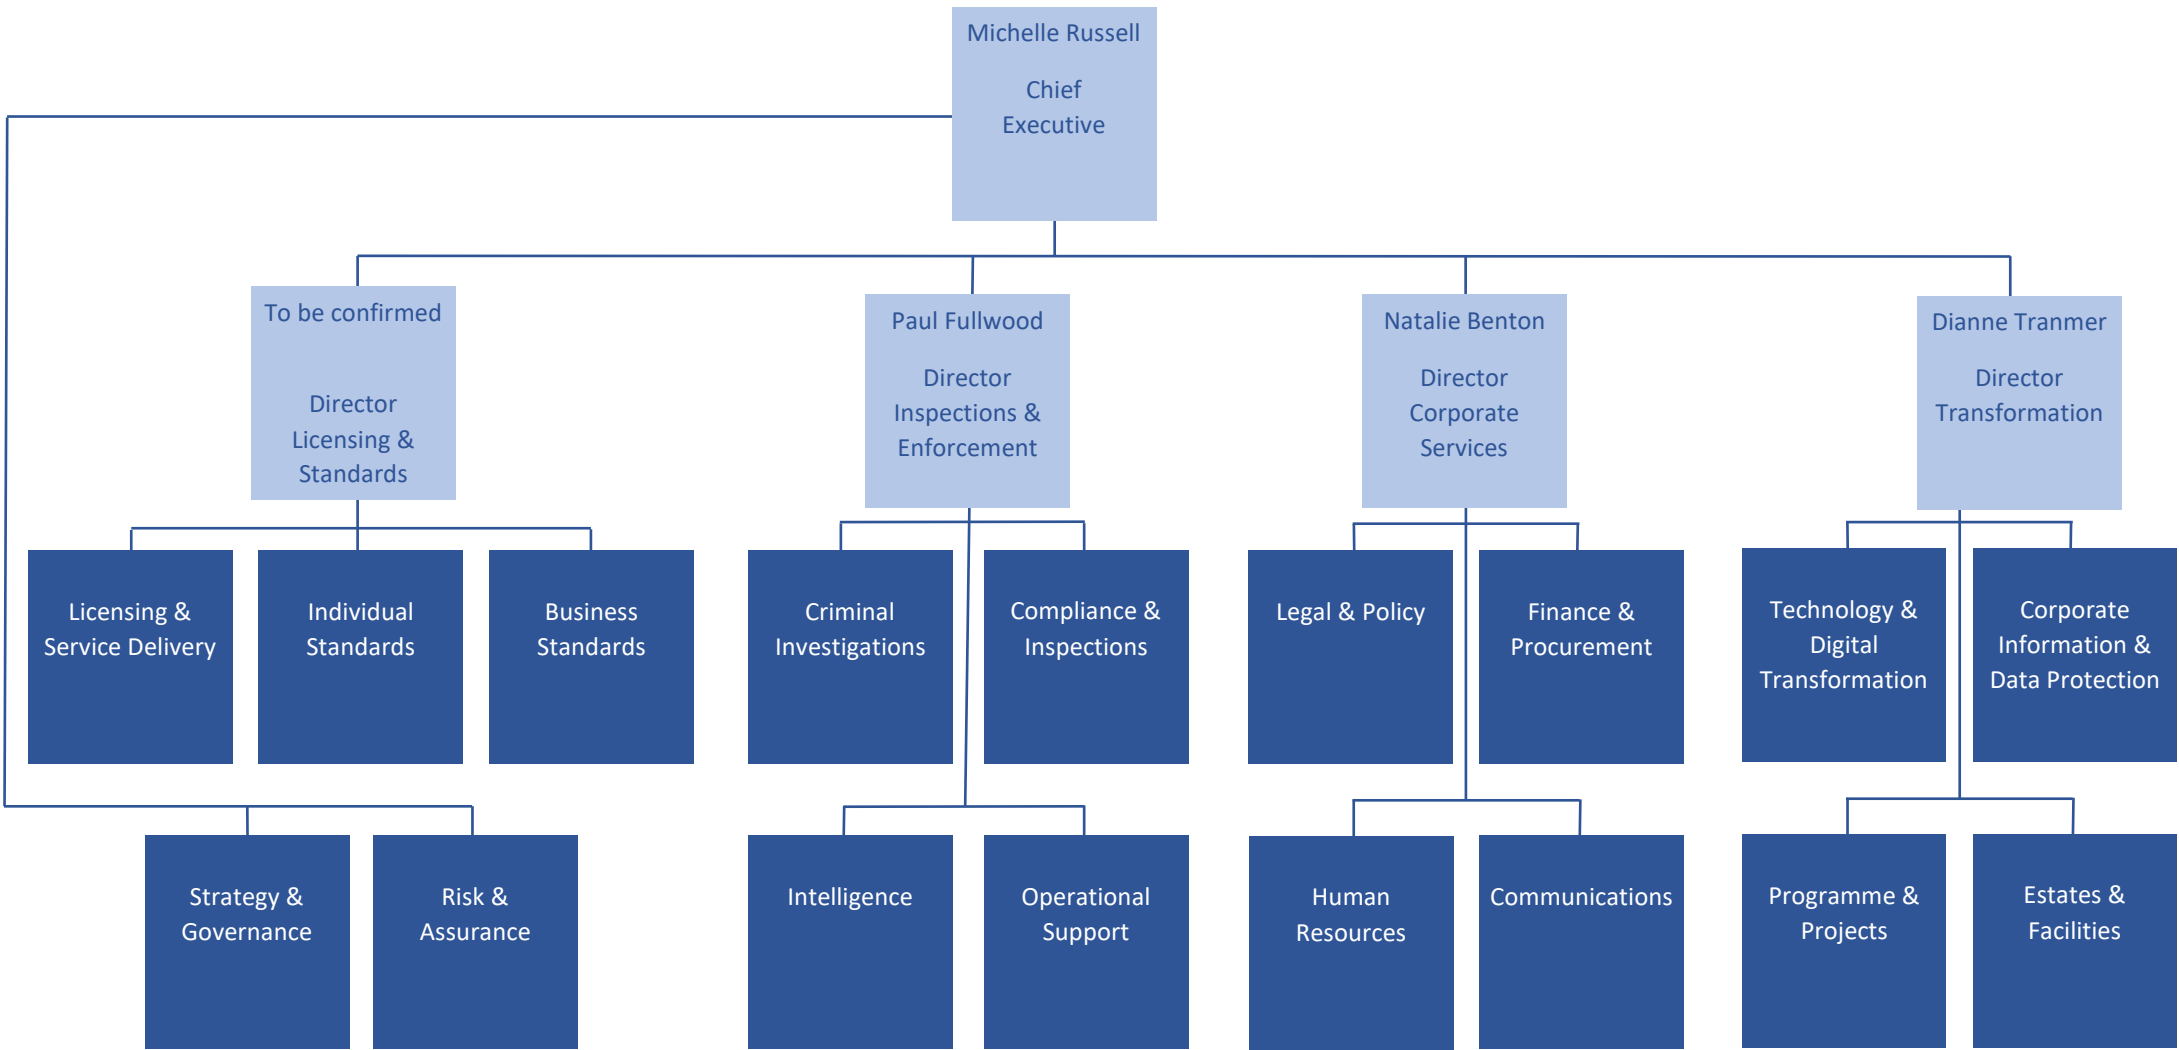 Michelle Russell
Chief
Executive
To be confirmed
Director
Licensing &
Standards
Paul Fullwood
Director
Inspections &
Enforcement
Natalie Benton
Director
Corporate
Services
Dianne Tranmer
Director
Transformation
Licensing &
Service Delivery
Individual
Standards
Business
Standards
Criminal
Investigations
Compliance &
Inspections
Legal & Policy
Finance &
Procurement
Technology &
Digital
Transformation
Corporate
Information &
Data Protection
Strategy &
Governance
Risk &
Assurance
Intelligence
Operational
Support
Human
Resources
Communications
Programme &
Projects
Estates &
Facilities